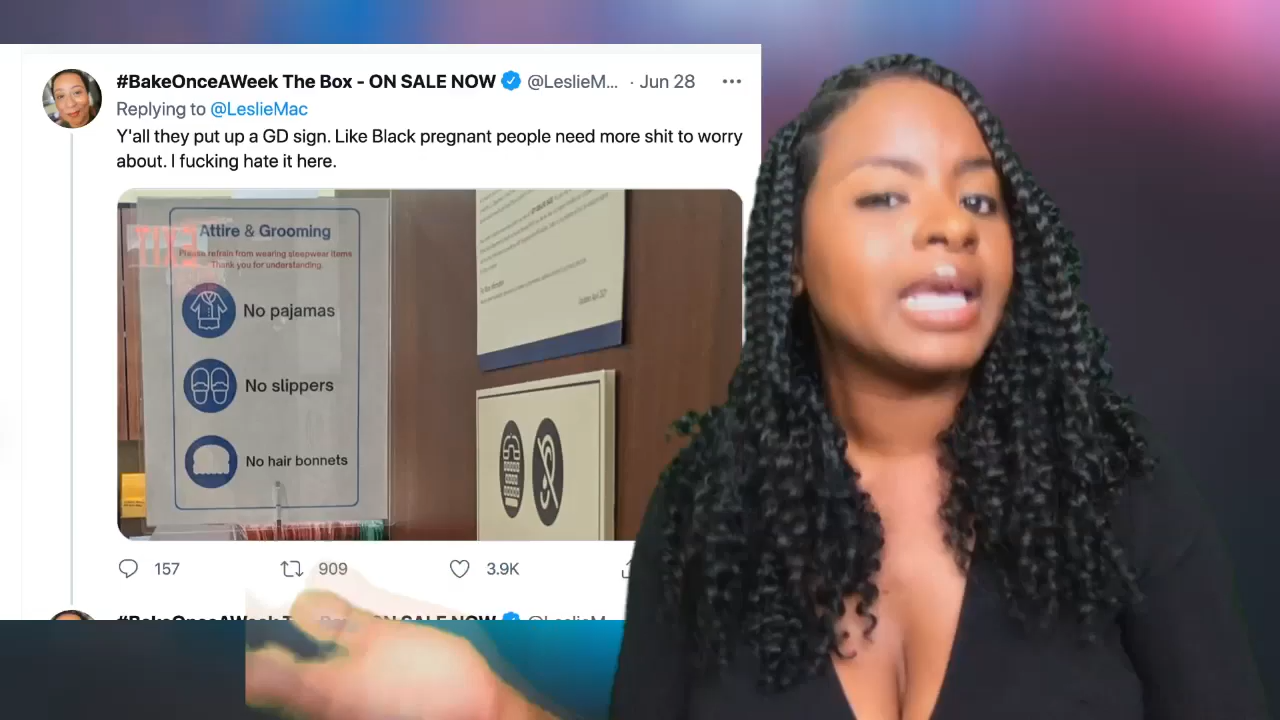 #BakeOnceAWeek The Box - ON SALE NOW @LeslieM... · Jun 28 ···
Replying to @LeslieMac
Y'all they put up a GD sign. Like Black pregnant people need more shit to worry
about. I fucking hate it here.
Attire & Grooming
Please refrain from wearing sleepwear items
Thank you for understanding.
No pajamas
No slippers
No hair bonnets
157 909 3.9K